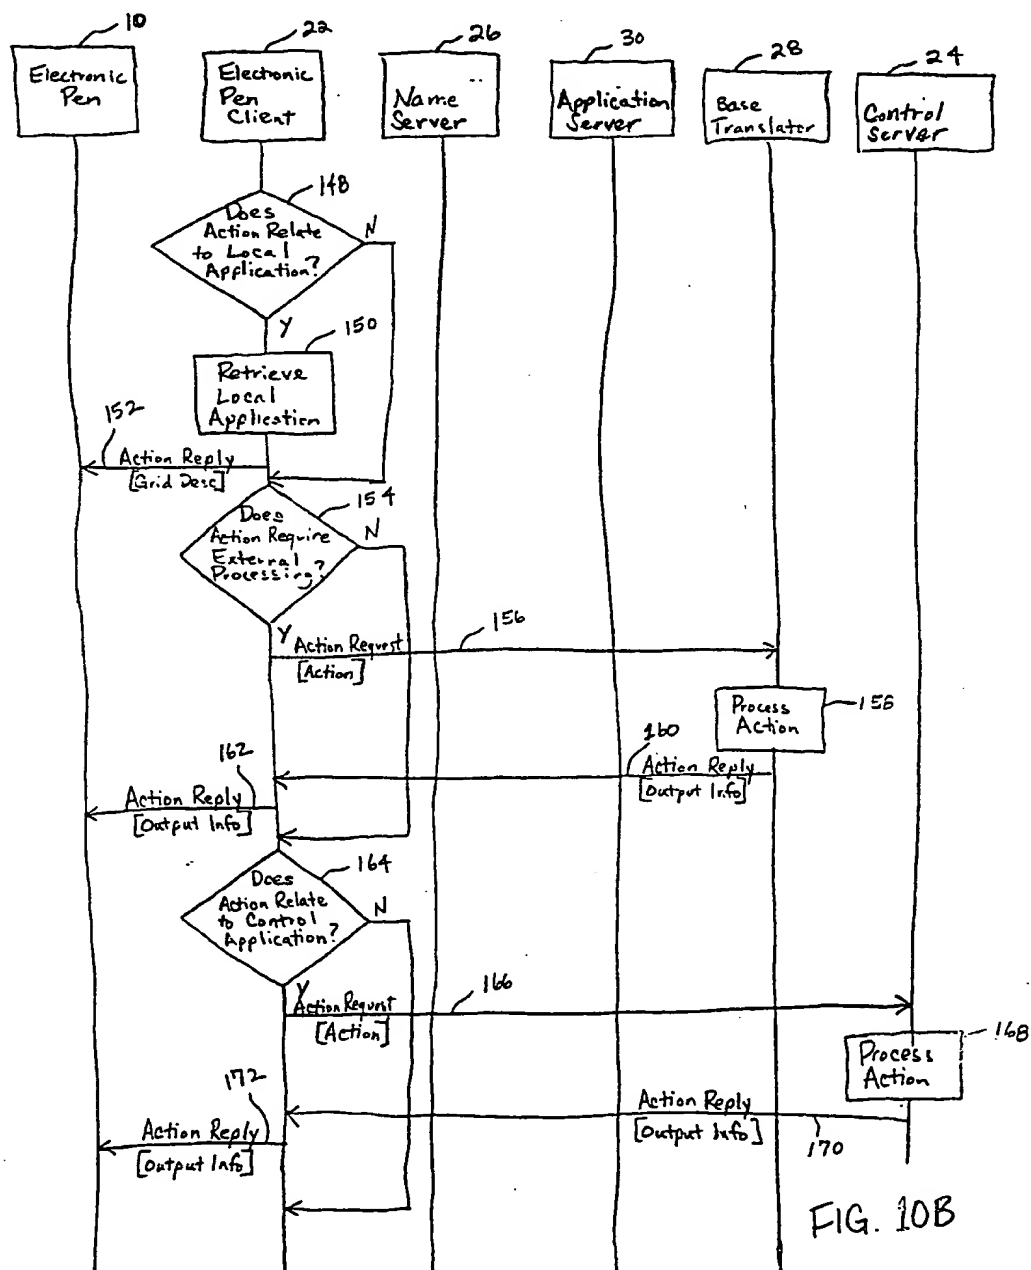 10
22
26
30
28
24
Electronic
Pen
Electronic
Pen
Client
Name
Server
Application
Server
Base
Translator
Control
Server
148
Does
Action Relate
to Local
Application?
N
Y
150
Retrieve
Local
Application
152
Action Reply
[Grid Desc]
154
Does
Action Require
External
Processing?
N
Y
Action Request
[Action]
156
Process
Action
158
160
Action Reply
[Output Info]
162
Action Reply
[Output Info]
164
Does
Action Relate
to Control
Application?
N
Y
Action Request
[Action]
166
168
Process
Action
Action Reply
[Output Info]
170
172
Action Reply
[Output Info]
FIG. 10B